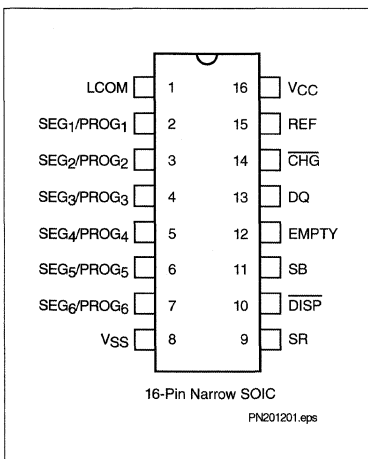 LCOM 1 16 VCC
SEG1/PROG1 2 15 REF
SEG2/PROG2 3 14 CHG
SEG3/PROG3 4 13 DQ
SEG4/PROG4 5 12 EMPTY
SEG5/PROG5 6 11 SB
SEG6/PROG6 7 10 DISP
VSS 8 9 SR
16-Pin Narrow SOIC
PN201201.eps